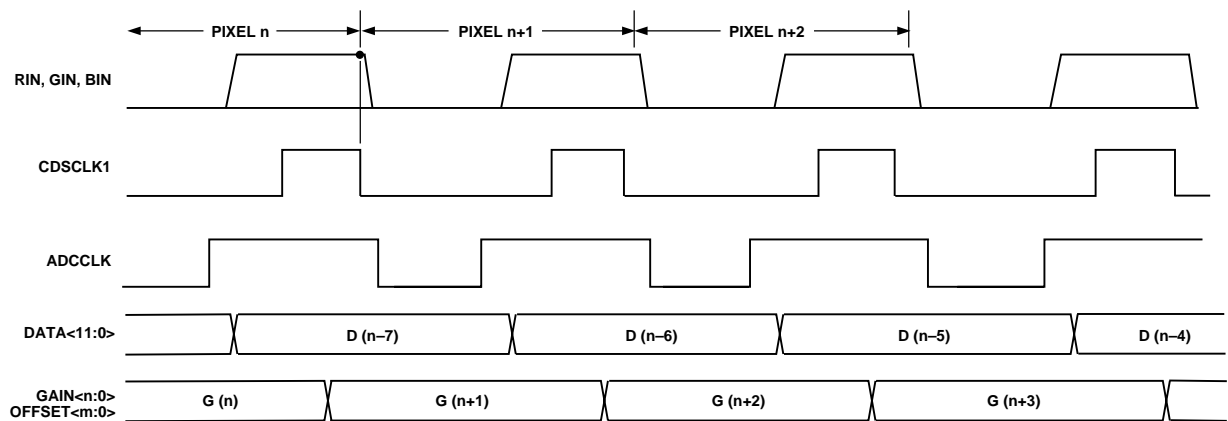 PIXEL n PIXEL n+1 PIXEL n+2
RIN, GIN, BIN
CDSCLK1
ADCCLK
DATA<11:0> D (n–7) D (n–6) D (n–5) D (n–4)
GAIN<n:0>
OFFSET<m:0> G (n) G (n+1) G (n+2) G (n+3)